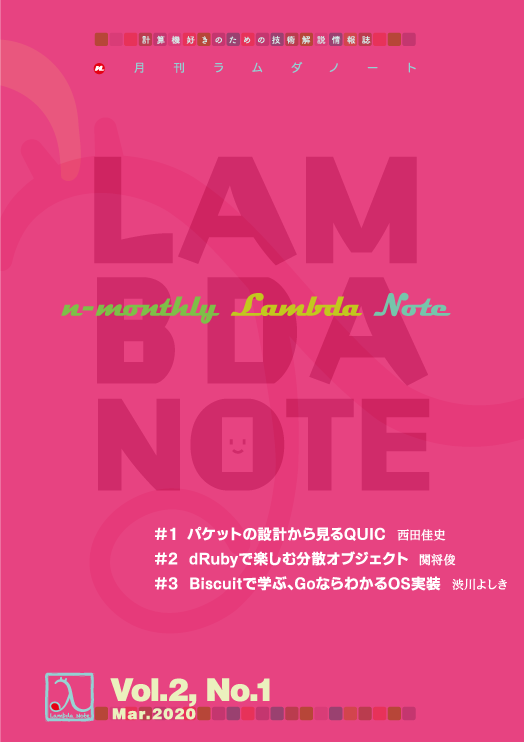 計算機好きのための技術解説情報誌
n. 月刊ラムダノート
LAM
BDA
NOTE
n-monthly Lambda Note
#1 パケットの設計から見るQUIC 西田佳史
#2 dRubyで楽しむ分散オブジェクト 関将俊
#3 Biscuitで学ぶ、GoならわかるOS実装 渋川よしき
Vol.2, No.1
Mar.2020
Lambda note